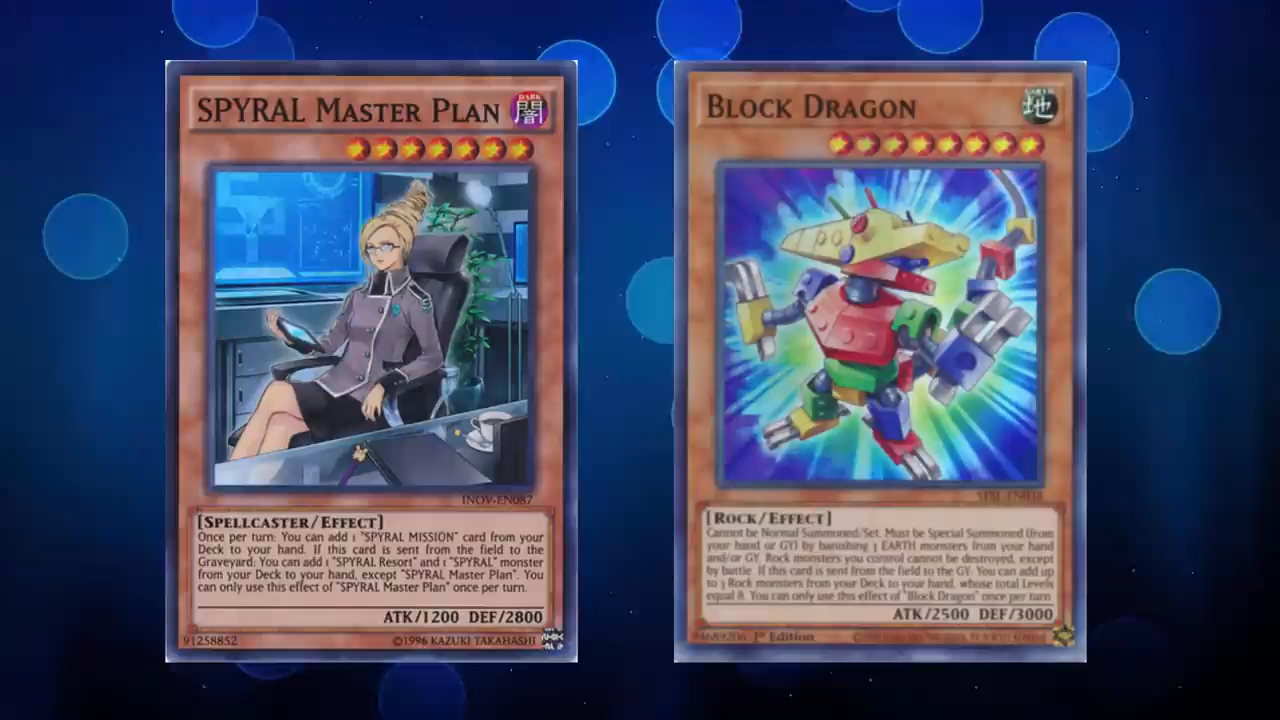 SPYRAL MASTER PLAN
DARK
闇
INOV-EN087
[SPELLCASTER/EFFECT]
Once per turn: You can add 1 "SPYRAL MISSION" card from your
Deck to your hand. If this card is sent from the field to the
Graveyard: You can add 1 "SPYRAL Resort" and 1 "SPYRAL" monster
from your Deck to your hand, except "SPYRAL Master Plan". You
can only use this effect of "SPYRAL Master Plan" once per turn.
ATK/1200 DEF/2800
91258852
©1996 KAZUKI TAKAHASHI
BLOCK DRAGON
EARTH
地
[ROCK/EFFECT]
Cannot be Normal Summoned/Set. Must be Special Summoned (from
your hand or GY) by banishing 3 EARTH monsters from your hand
and/or GY. Rock monsters you control cannot be destroyed, except
by battle. If this card is sent from the field to the GY: You can add up
to 3 Rock monsters from your Deck to your hand, whose total Levels
equal 8. You can only use this effect of "Block Dragon" once per turn.
ATK/2500 DEF/3000
1st Edition